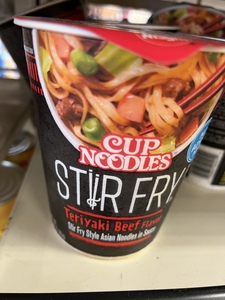 CUP
NOODLES
STIR FRY
Teriyaki Beef Flavor
Stir Fry Style Asian Noodles in Sauce